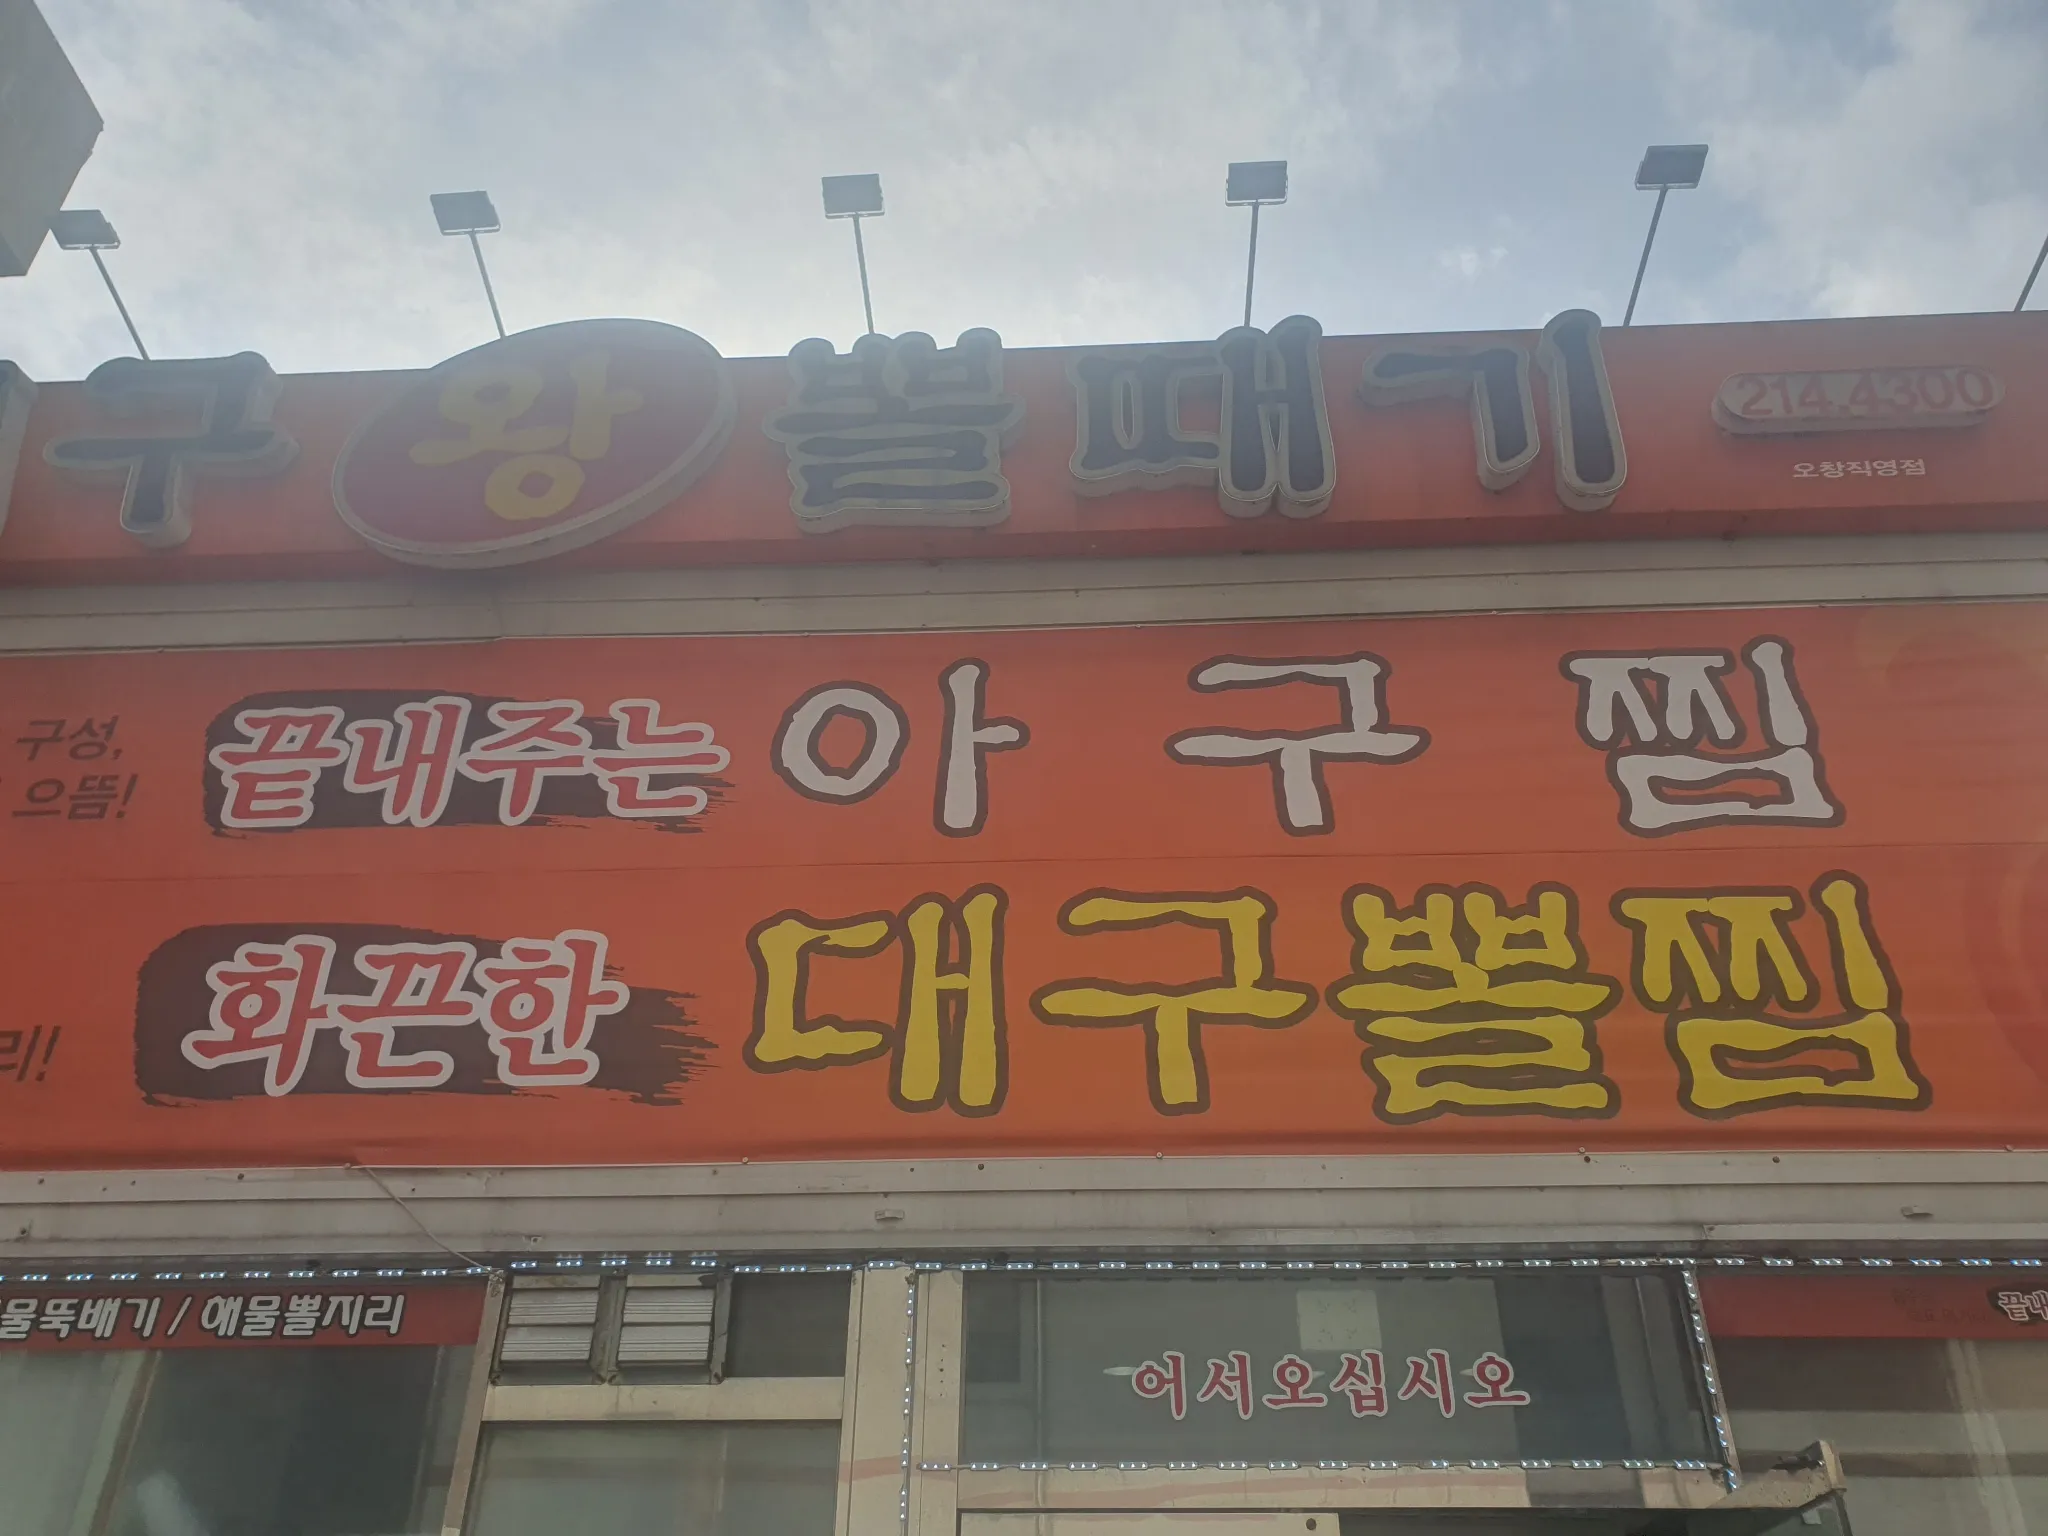 구 왕 뽈때기 214.4300
오창직영점
구성,
으뜸!
끝내주는 아구찜
리!
화끈한 대구뽈찜
물뚝배기 / 해물뽈지리
끝내
어서오십시오